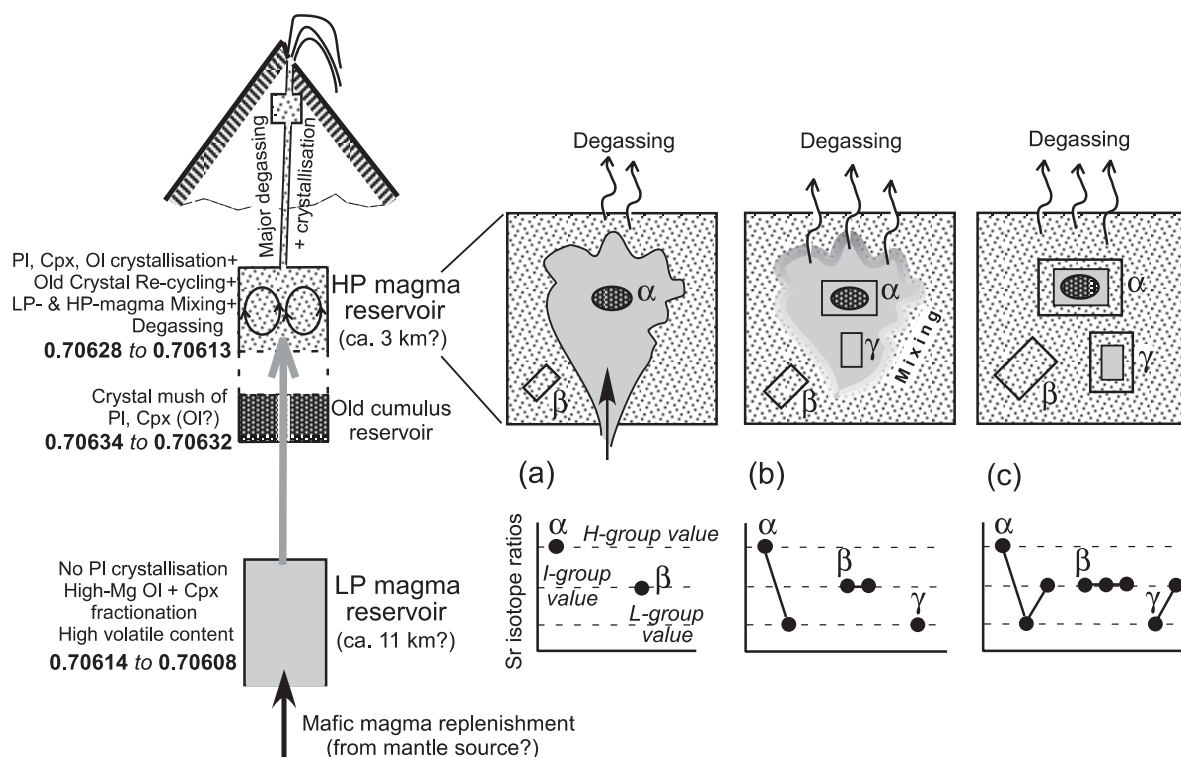 Major degassing
+ crystallisation
Pl, Cpx, Ol crystallisation+
Old Crystal Re-cycling+
LP- & HP-magma Mixing+
Degassing
0.70628 to 0.70613
HP magma
reservoir
(ca. 3 km?)
Crystal mush of
Pl, Cpx (Ol?)
0.70634 to 0.70632
Old cumulus
reservoir
No Pl crystallisation
High-Mg Ol + Cpx
fractionation
High volatile content
0.70614 to 0.70608
LP magma
reservoir
(ca. 11 km?)
Mafic magma replenishment
(from mantle source?)
Degassing
α
β
(a)
Degassing
α
γ
β
Mixing
(b)
Degassing
α
β
γ
(c)
Sr isotope ratios
α
H-group value
I-group
value
β
L-group
value
α
β
γ
α
β
γ